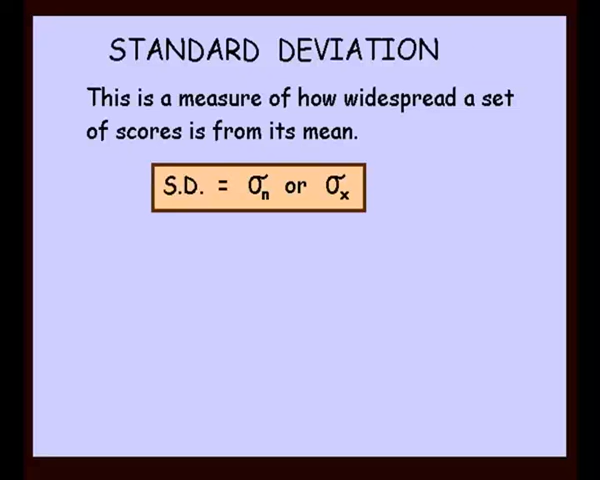 STANDARD DEVIATION
This is a measure of how widespread a set
of scores is from its mean.
S.D. = σₙ or σₓ